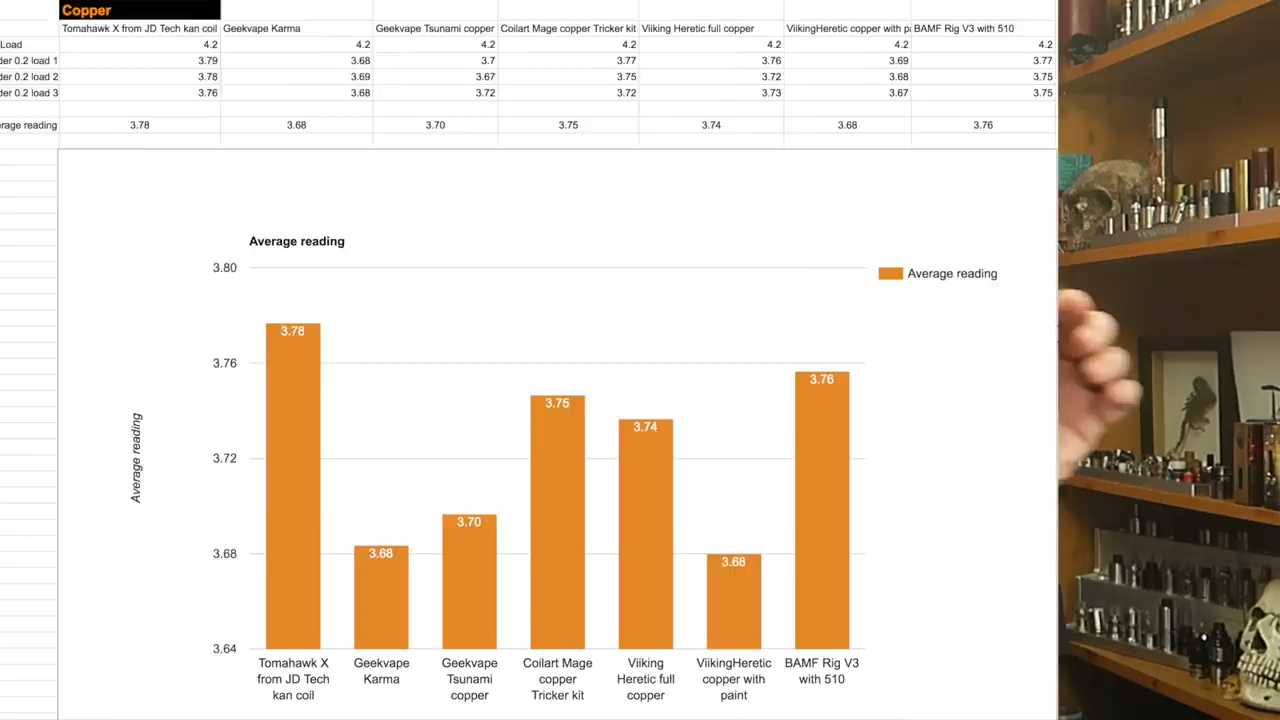 Copper
Tomahawk X from JD Tech kan coil Geekvape Karma Geekvape Tsunami copper Coilart Mage copper Tricker kit Viiking Heretic full copper ViikingHeretic copper with pa BAMF Rig V3 with 510
Load 4.2 4.2 4.2 4.2 4.2 4.2 4.2
der 0.2 load 1 3.79 3.68 3.7 3.77 3.76 3.69 3.77
der 0.2 load 2 3.78 3.69 3.67 3.75 3.72 3.68 3.75
der 0.2 load 3 3.76 3.68 3.72 3.72 3.73 3.67 3.75
erage reading 3.78 3.68 3.70 3.75 3.74 3.68 3.76
Average reading
Average reading
Average reading
3.80
3.76
3.72
3.68
3.64
3.78
3.68
3.70
3.75
3.74
3.68
3.76
Tomahawk X
from JD Tech
kan coil
Geekvape
Karma
Geekvape
Tsunami
copper
Coilart Mage
copper
Tricker kit
Viiking
Heretic full
copper
ViikingHeretic
copper with
paint
BAMF Rig V3
with 510